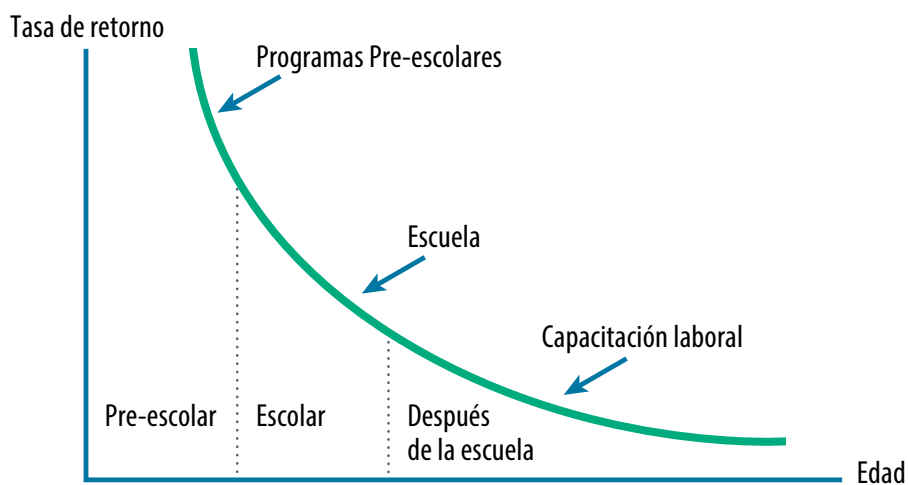 Tasa de retorno
Programas Pre-escolares
Escuela
Capacitación laboral
Pre-escolar
Escolar
Después
de la escuela
Edad